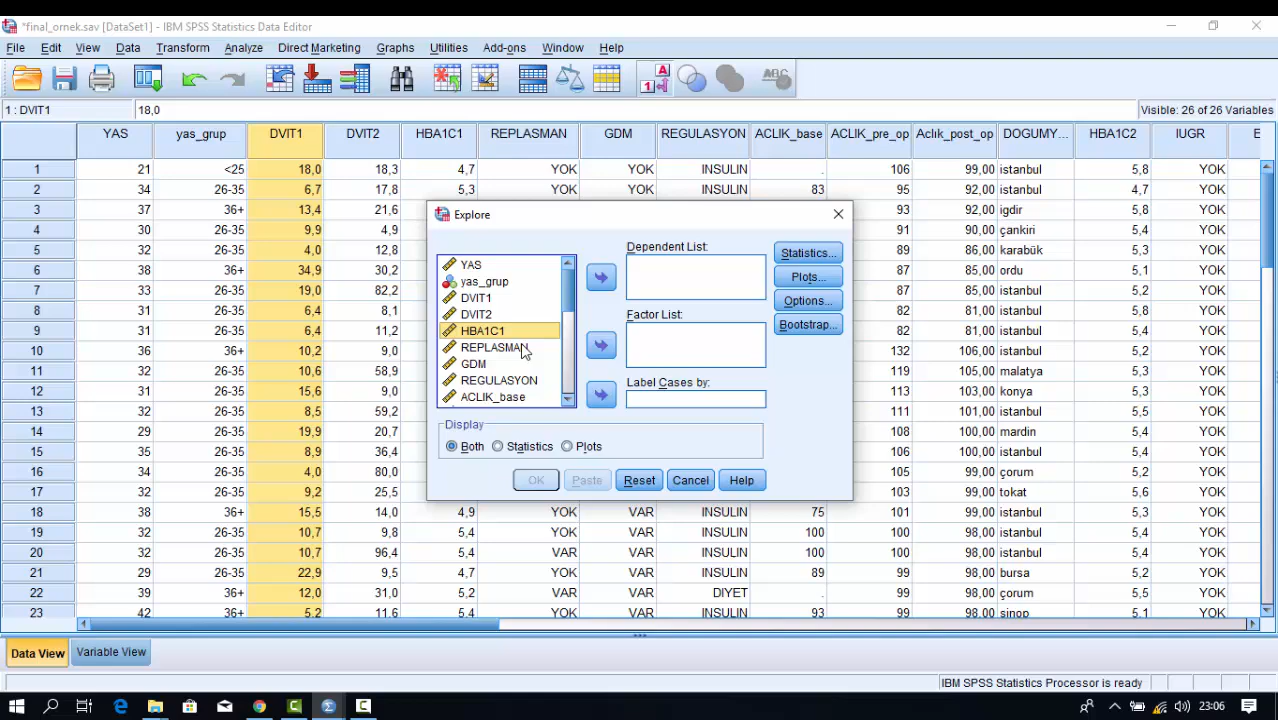 *final_ornek.sav [DataSet1] - IBM SPSS Statistics Data Editor
File Edit View Data Transform Analyze Direct Marketing Graphs Utilities Add-ons Window Help
1 : DVIT1 18,0 Visible: 26 of 26 Variables
YAS yas_grup DVIT1 DVIT2 HBA1C1 REPLASMAN GDM REGULASYON ACLIK_base ACLIK_pre_op Aclik_post_op DOGUMY... HBA1C2 IUGR E
1 21 <25 18,0 18,3 4,7 YOK YOK INSULIN . 106 99,00 istanbul 5,8 YOK
2 34 26-35 6,7 17,8 5,3 YOK YOK INSULIN 83 95 92,00 istanbul 4,7 YOK
3 37 36+ 13,4 21,6 93 91,00 igdir 5,8 YOK
4 30 26-35 9,9 4,9 91 90,00 çankiri 5,4 YOK
5 32 26-35 4,0 12,8 89 86,00 karabük 5,3 YOK
6 38 36+ 34,9 30,2 87 85,00 ordu 5,1 YOK
7 33 26-35 19,0 82,2 87 85,00 istanbul 5,2 YOK
8 31 26-35 6,4 8,1 82 81,00 istanbul 5,4 YOK
9 31 26-35 6,4 11,2 82 81,00 istanbul 5,4 YOK
10 36 36+ 10,2 9,0 132 106,00 istanbul 5,4 YOK
11 32 26-35 10,6 58,9 119 105,00 malatya 5,2 YOK
12 31 26-35 15,6 9,0 113 103,00 konya 5,4 YOK
13 32 26-35 8,5 59,2 112 101,00 istanbul 5,5 YOK
14 29 26-35 19,9 20,7 108 100,00 mardin 5,4 YOK
15 35 26-35 8,9 36,4 106 100,00 istanbul 5,1 YOK
16 34 26-35 4,0 80,0 105 99,00 çorum 5,2 YOK
17 32 26-35 9,2 25,5 103 99,00 tokat 5,6 YOK
18 38 36+ 15,5 14,0 4,9 YOK VAR INSULIN 75 101 99,00 istanbul 5,3 YOK
19 32 26-35 10,7 9,8 5,4 YOK VAR INSULIN 100 100 98,00 istanbul 5,4 YOK
20 32 26-35 10,7 96,4 5,4 VAR VAR INSULIN 100 100 98,00 istanbul 5,4 YOK
21 29 26-35 22,9 9,5 4,7 YOK VAR INSULIN 89 99 98,00 bursa 5,4 YOK
22 39 36+ 12,0 31,0 5,2 VAR VAR DIYET . 99 98,00 çorum 5,5 YOK
23 42 36+ 5,2 11,6 5,4 YOK VAR INSULIN 93 99 98,00 sinop 5,1 YOK
Explore
YAS
yas_grup
DVIT1
DVIT2
HBA1C1
REPLASMAN
GDM
REGULASYON
ACLIK_base
Dependent List:
Factor List:
Label Cases by:
Statistics...
Plots...
Options...
Bootstrap...
Display
Both Statistics Plots
OK Paste Reset Cancel Help
Data View Variable View
IBM SPSS Statistics Processor is ready
23:06